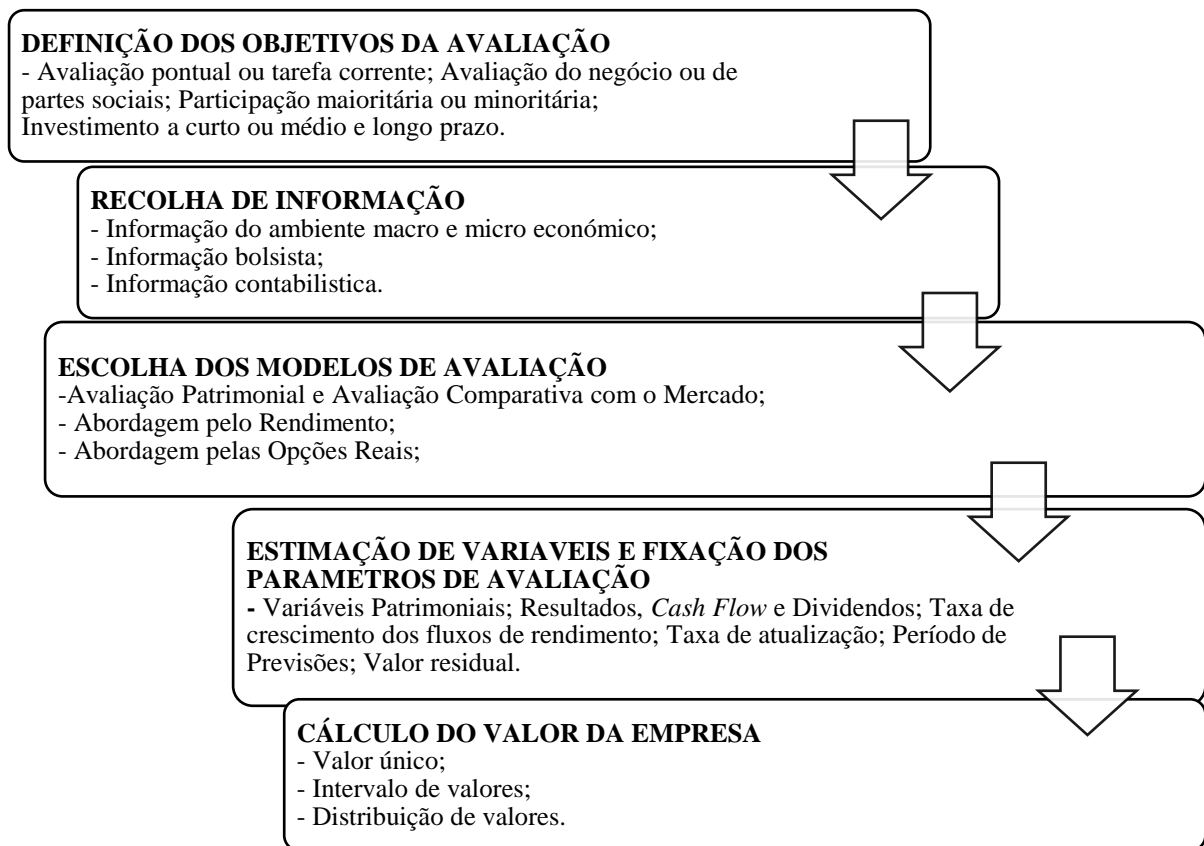 DEFINIÇÃO DOS OBJETIVOS DA AVALIAÇÃO
- Avaliação pontual ou tarefa corrente; Avaliação do negócio ou de
partes sociais; Participação maioritária ou minoritária;
Investimento a curto ou médio e longo prazo.
RECOLHA DE INFORMAÇÃO
- Informação do ambiente macro e micro económico;
- Informação bolsista;
- Informação contabilistica.
ESCOLHA DOS MODELOS DE AVALIAÇÃO
-Avaliação Patrimonial e Avaliação Comparativa com o Mercado;
- Abordagem pelo Rendimento;
- Abordagem pelas Opções Reais;
ESTIMAÇÃO DE VARIAVEIS E FIXAÇÃO DOS
PARAMETROS DE AVALIAÇÃO
- Variáveis Patrimoniais; Resultados, Cash Flow e Dividendos; Taxa de
crescimento dos fluxos de rendimento; Taxa de atualização; Período de
Previsões; Valor residual.
CÁLCULO DO VALOR DA EMPRESA
- Valor único;
- Intervalo de valores;
- Distribuição de valores.